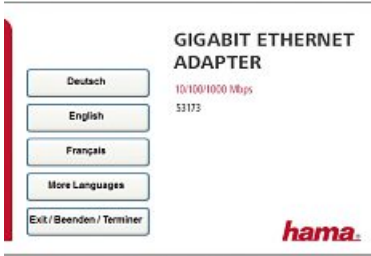 GIGABIT ETHERNET
ADAPTER
10/100/1000 Mbps
53173
Deutsch
English
Français
More Languages
Exit / Beenden / Terminer
hama.